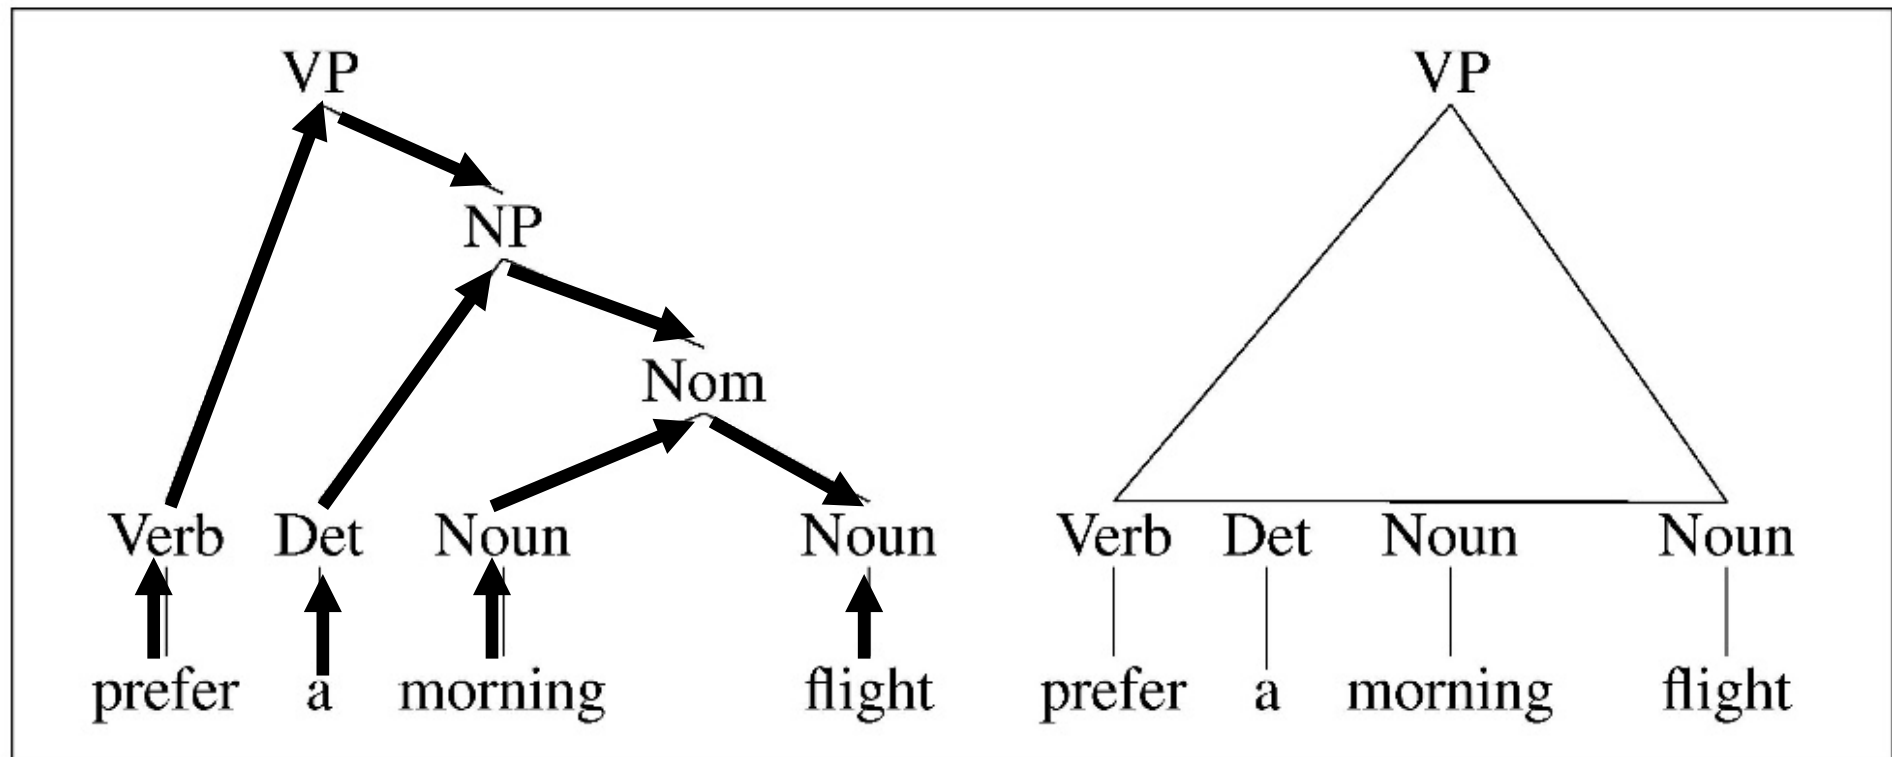 VP VP
NP
Nom
Verb Det Noun Noun Verb Det Noun Noun
prefer a morning flight prefer a morning flight